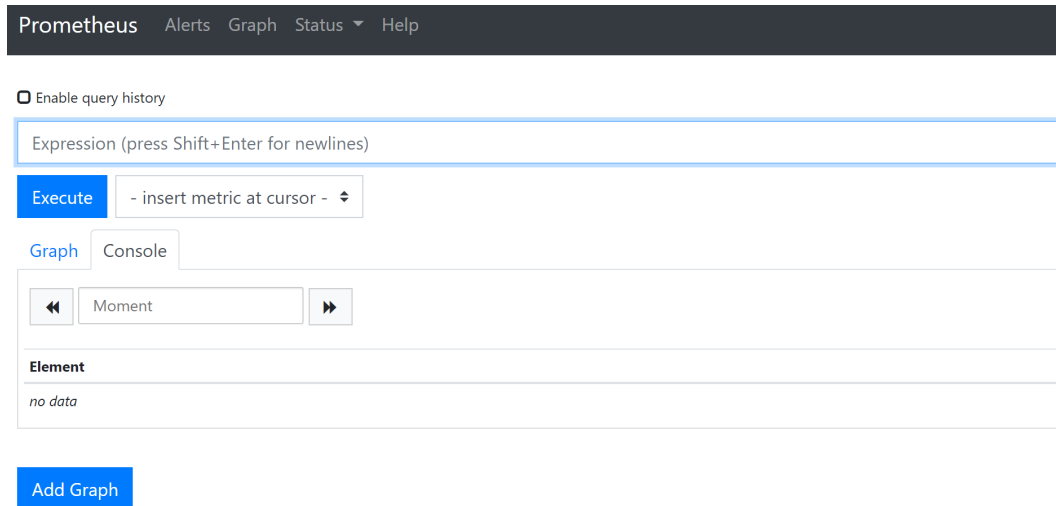 Prometheus Alerts Graph Status Help
Enable query history
Expression (press Shift+Enter for newlines)
Execute - insert metric at cursor -
Graph Console
Moment
Element
no data
Add Graph